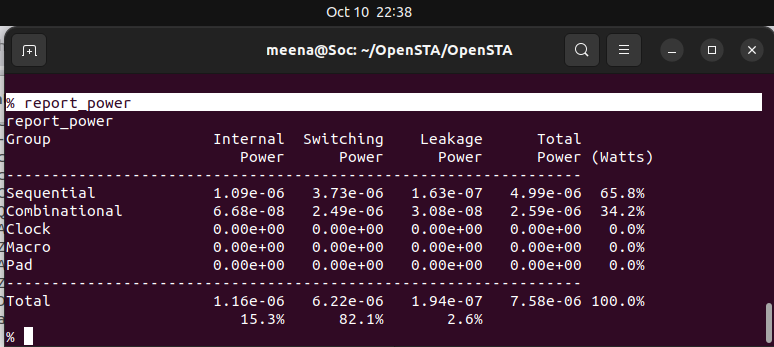 Oct 10 22:38
meena@Soc: ~/OpenSTA/OpenSTA
% report_power
report_power
Group Internal Switching Leakage Total
Power Power Power Power (Watts)
----------------------------------------------------------------
Sequential 1.09e-06 3.73e-06 1.63e-07 4.99e-06 65.8%
Combinational 6.68e-08 2.49e-06 3.08e-08 2.59e-06 34.2%
Clock 0.00e+00 0.00e+00 0.00e+00 0.00e+00 0.0%
Macro 0.00e+00 0.00e+00 0.00e+00 0.00e+00 0.0%
Pad 0.00e+00 0.00e+00 0.00e+00 0.00e+00 0.0%
----------------------------------------------------------------
Total 1.16e-06 6.22e-06 1.94e-07 7.58e-06 100.0%
15.3% 82.1% 2.6%
%